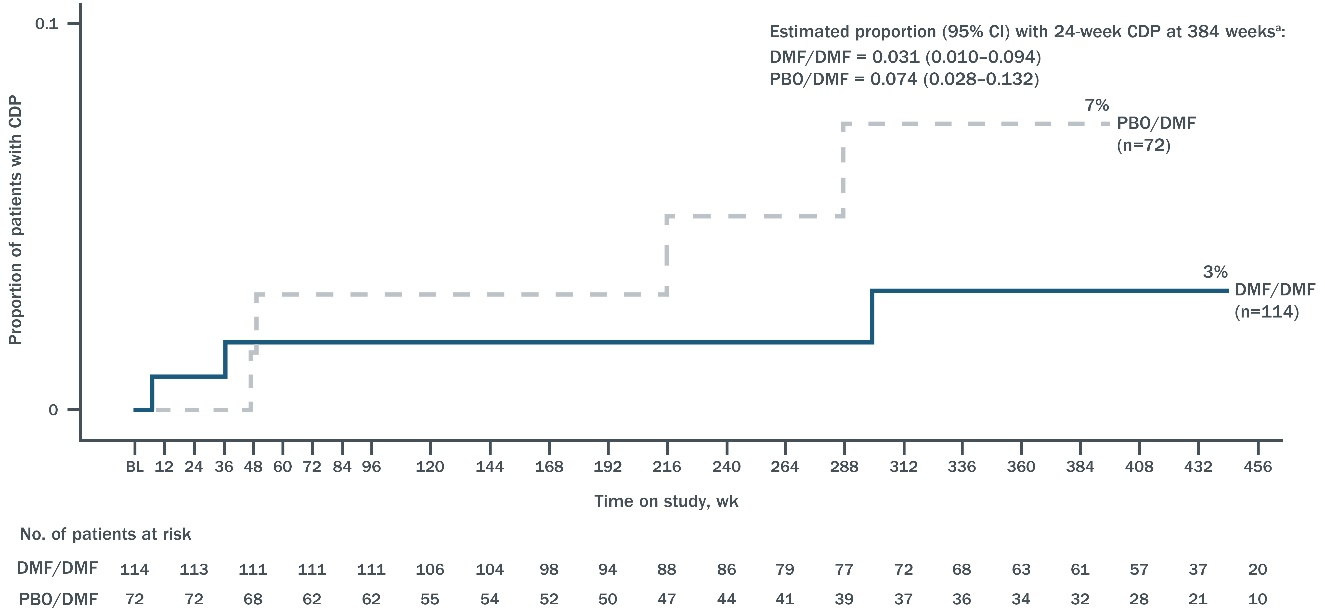 0.1
Estimated proportion (95% CI) with 24-week CDP at 384 weeksᵃ:
DMF/DMF = 0.031 (0.010–0.094)
PBO/DMF = 0.074 (0.028–0.132)
7%
PBO/DMF
(n=72)
Proportion of patients with CDP
3%
DMF/DMF
(n=114)
0
BL 12 24 36 48 60 72 84 96 120 144 168 192 216 240 264 288 312 336 360 384 408 432 456
Time on study, wk
No. of patients at risk
DMF/DMF 114 113 111 111 111 106 104 98 94 88 86 79 77 72 68 63 61 57 37 20
PBO/DMF 72 72 68 62 62 55 54 52 50 47 44 41 39 37 36 34 32 28 21 10